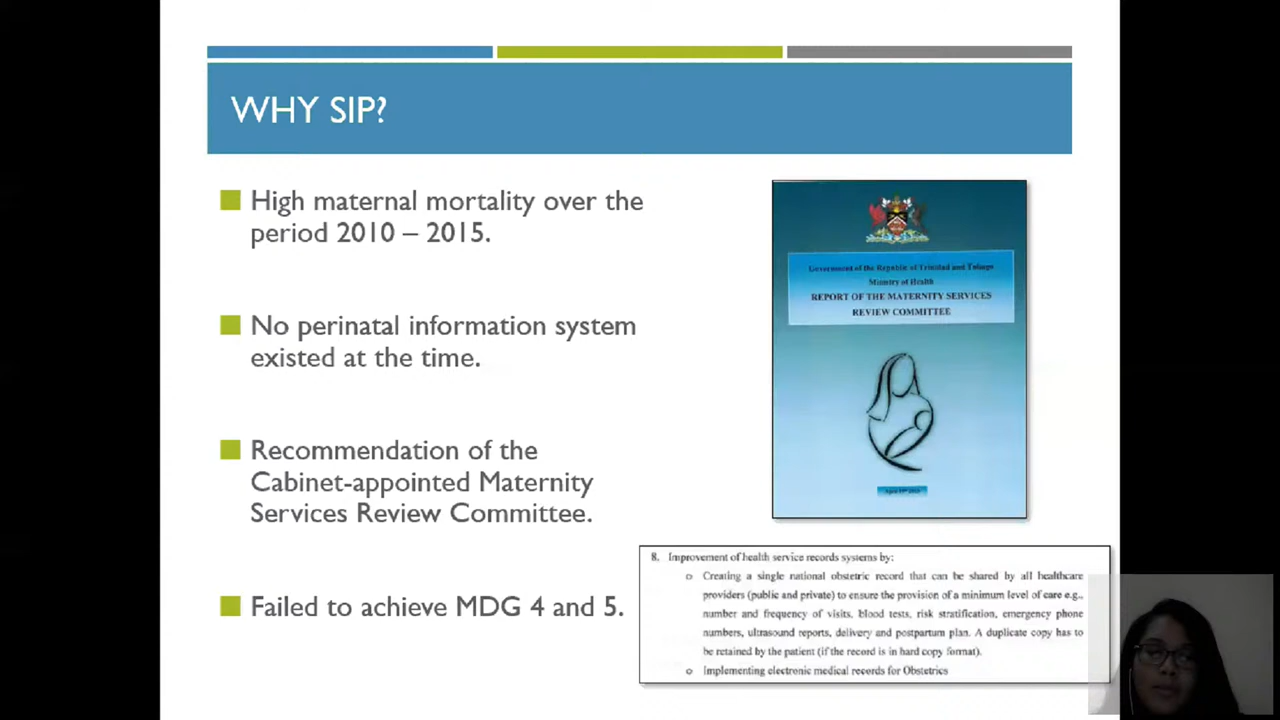 WHY SIP?
High maternal mortality over the
period 2010 – 2015.
No perinatal information system
existed at the time.
Recommendation of the
Cabinet-appointed Maternity
Services Review Committee.
Failed to achieve MDG 4 and 5.
Government of the Republic of Trinidad and Tobago
Ministry of Health
REPORT OF THE MATERNITY SERVICES
REVIEW COMMITTEE
8. Improvement of health service records systems by:
o Creating a single national obstetric record that can be shared by all healthcare
providers (public and private) to ensure the provision of a minimum level of care e.g.,
number and frequency of visits, blood tests, risk stratification, emergency phone
numbers, ultrasound reports, delivery and postpartum plan. A duplicate copy has to
be retained by the patient (if the record is in hard copy format).
o Implementing electronic medical records for Obstetrics